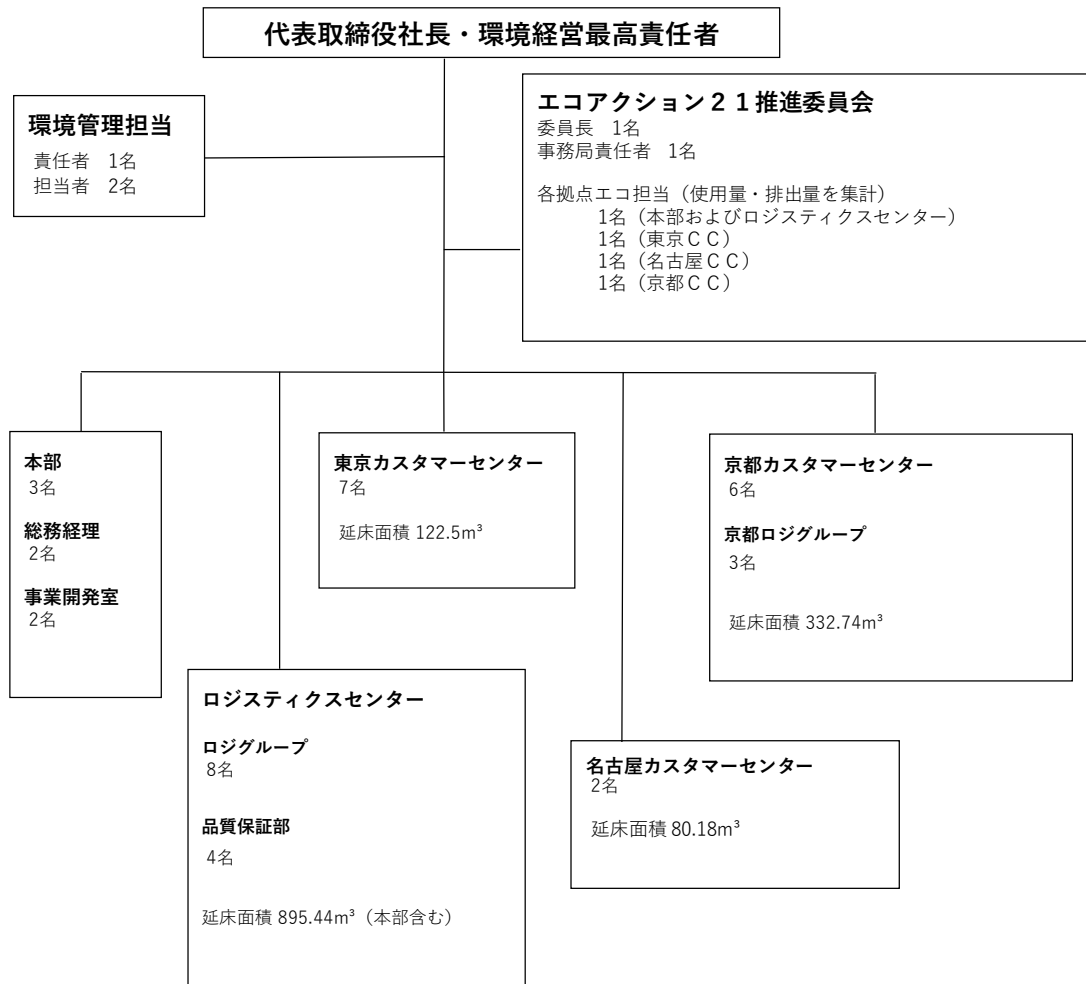 代表取締役社長・環境経営最高責任者
環境管理担当
責任者 1名
担当者 2名
エコアクション２１推進委員会
委員長 1名
事務局責任者 1名
各拠点エコ担当（使用量・排出量を集計）
1名（本部およびロジスティクスセンター）
1名（東京ＣＣ）
1名（名古屋ＣＣ）
1名（京都ＣＣ）
本部
3名
総務経理
2名
事業開発室
2名
東京カスタマーセンター
7名
延床面積 122.5m³
京都カスタマーセンター
6名
京都ロジグループ
3名
延床面積 332.74m³
ロジスティクスセンター
ロジグループ
8名
品質保証部
4名
延床面積 895.44m³（本部含む）
名古屋カスタマーセンター
2名
延床面積 80.18m³